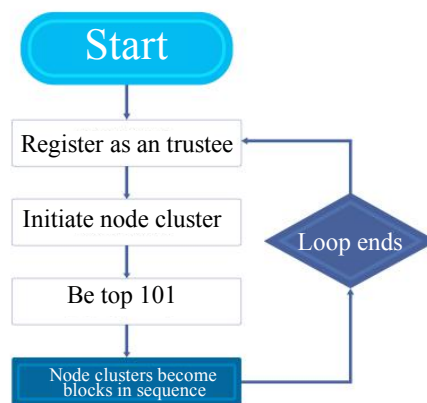 Start
Register as an trustee
Initiate node cluster
Loop ends
Be top 101
Node clusters become
blocks in sequence